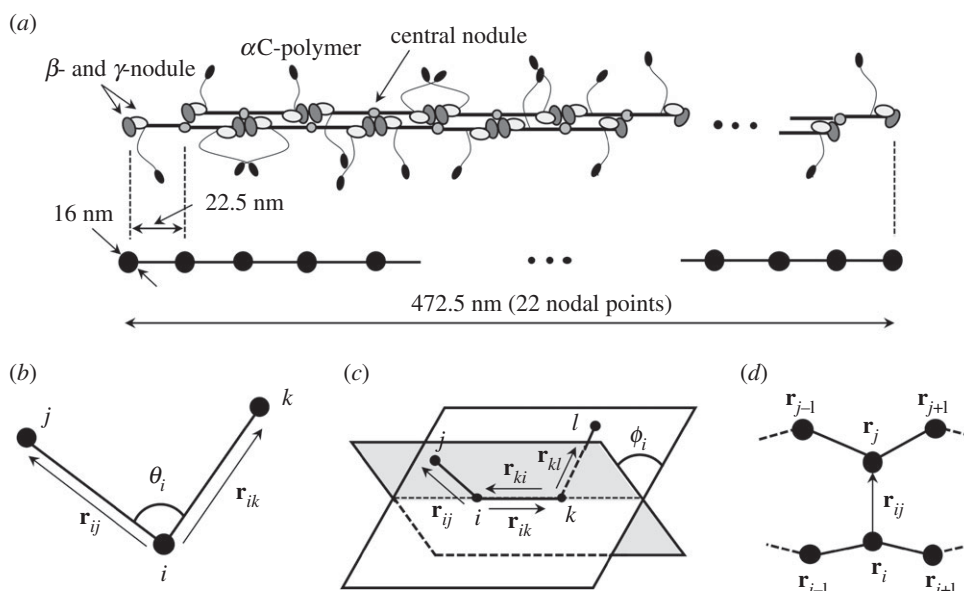 (a)
αC-polymer
central nodule
β- and γ-nodule
22.5 nm
16 nm
472.5 nm (22 nodal points)
(b)
j
k
θi
rij
rik
i
(c)
j
l
ϕi
rkl
rki
rij
i
rik
k
(d)
rj–1
rj+1
rj
rij
ri–1
ri
ri+1